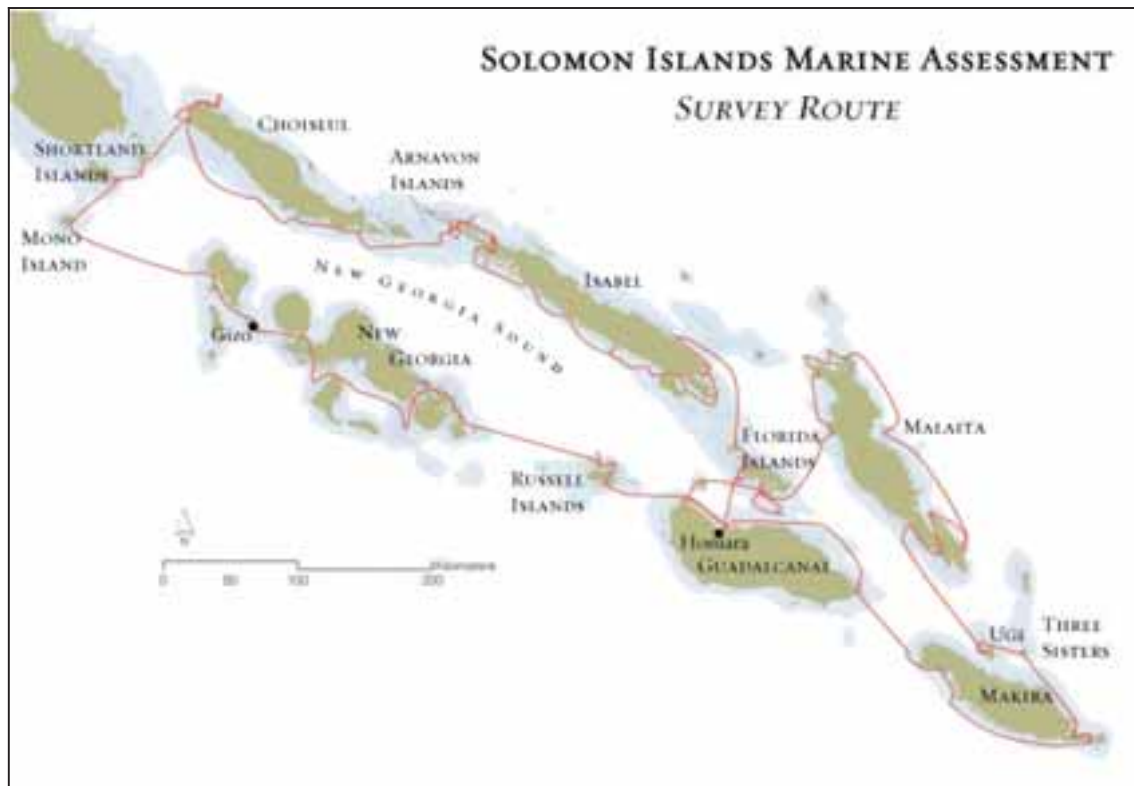 SOLOMON ISLANDS MARINE ASSESSMENT
SURVEY ROUTE
CHOISEUL
SHORTLAND
ISLANDS
ARNAVON
ISLANDS
MONO
ISLAND
NEW GEORGIA SOUND
ISABEL
Gizo
NEW
GEORGIA
MALAITA
FLORIDA
ISLANDS
RUSSELL
ISLANDS
Honiara
GUADALCANAL
0 50 100 200
Kilometers
UGI
THREE
SISTERS
MAKIRA